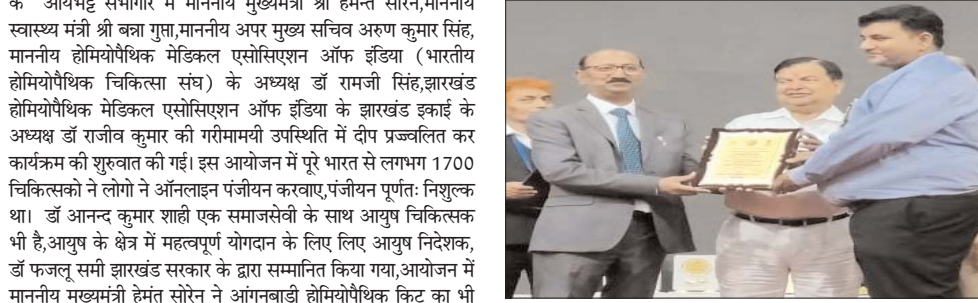 के आर्यभट्ट सभागार में माननीय मुख्यमंत्री श्री हेमन्त सोरेन,माननीय
स्वास्थ्य मंत्री श्री बन्ना गुप्ता,माननीय अपर मुख्य सचिव अरुण कुमार सिंह,
माननीय होमियोपैथिक मेडिकल एसोसिएशन ऑफ इंडिया (भारतीय
होमियोपैथिक चिकित्सा संघ) के अध्यक्ष डॉ रामजी सिंह,झारखंड
होमियोपैथिक मेडिकल एसोसिएशन ऑफ इंडिया के झारखंड इकाई के
अध्यक्ष डॉ राजीव कुमार की गरीमामयी उपस्थिति में दीप प्रज्ज्वलित कर
कार्यक्रम की शुरुवात की गई। इस आयोजन में पूरे भारत से लगभग 1700
चिकित्सको ने लोगो ने ऑनलाइन पंजीयन करवाए,पंजीयन पूर्णतः निशुल्क
था। डॉ आनन्द कुमार शाही एक समाजसेवी के साथ आयुष चिकित्सक
भी है,आयुष के क्षेत्र में महत्वपूर्ण योगदान के लिए लिए आयुष निदेशक,
डॉ फजलू समी झारखंड सरकार के द्वारा सम्मानित किया गया,आयोजन में
माननीय मुख्यमंत्री हेमंत सोरेन ने आंगनबाडी होमियोपैथिक किट का भी